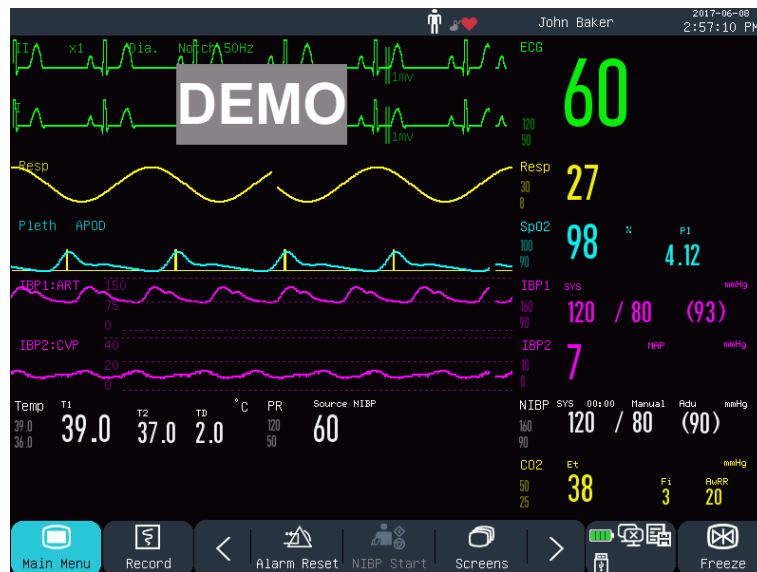 John Baker 2017-06-08
2:57:10 PM
II x1 Dia. Notch 50Hz
1mv
DEMO
I
1mv
ECG
60
120
50
Resp
Resp
30
8
27
Pleth APOD
SpO2
100
90
98 %
PI
4.12
IBP1:ART 150
75
0
IBP1 SYS mmHg
160
90
120 / 80 (93)
IBP2:CVP 40
20
0
IBP2 MAP mmHg
10
0
7
Temp T1 T2 TD °C
39.0
36.0
39.0 37.0 2.0
PR Source NIBP
120
50
60
NIBP SYS 00:00 Manual Adu mmHg
160
90
120 / 80 (90)
CO2 Et mmHg
50
25
38
Fi
3
AwRR
20
Main Menu Record Alarm Reset NIBP Start Screens Freeze